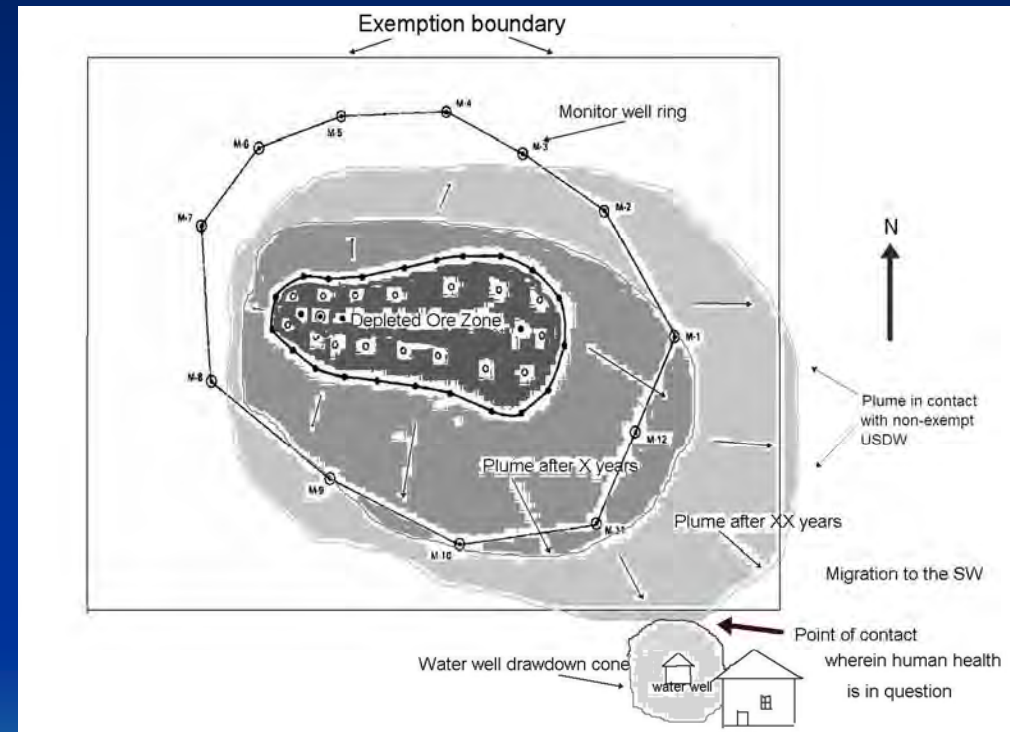 Exemption boundary
Monitor well ring
M-4
M-5
M-3
M-6
M-2
M-7
N
Depleted Ore Zone
M-1
M-8
Plume in contact
with non-exempt
USDW
M-12
Plume after X years
M-9
M-11
Plume after XX years
M-10
Migration to the SW
Point of contact
wherein human health
is in question
Water well drawdown cone
water well